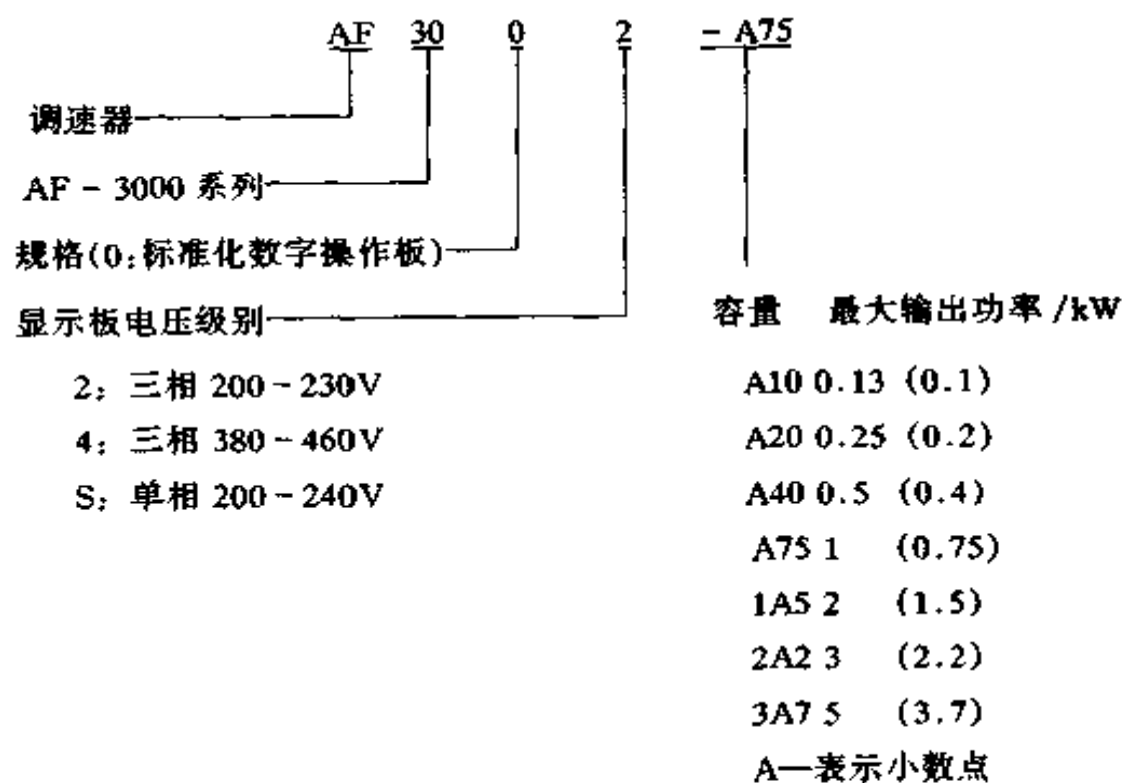 AF 30 0 2 - A75
调速器
AF - 3000 系列
规格(0:标准化数字操作板)
显示板电压级别
2: 三相 200 - 230V
4: 三相 380 - 460V
S: 单相 200 - 240V
容量 最大输出功率/kW
A10 0.13 (0.1)
A20 0.25 (0.2)
A40 0.5 (0.4)
A75 1 (0.75)
1A5 2 (1.5)
2A2 3 (2.2)
3A7 5 (3.7)
A—表示小数点